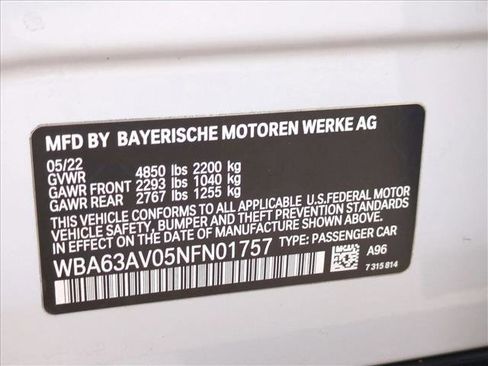 MFD BY BAYERISCHE MOTOREN WERKE AG
05/22
GVWR 4850 lbs 2200 kg
GAWR FRONT 2293 lbs 1040 kg
GAWR REAR 2767 lbs 1255 kg
THIS VEHICLE CONFORMS TO ALL APPLICABLE U.S.FEDERAL MOTOR
VEHICLE SAFETY, BUMPER, AND THEFT PREVENTION STANDARDS
IN EFFECT ON THE DATE OF MANUFACTURE SHOWN ABOVE.
WBA63AV05NFN01757 TYPE: PASSENGER CAR
A96
7 315 814